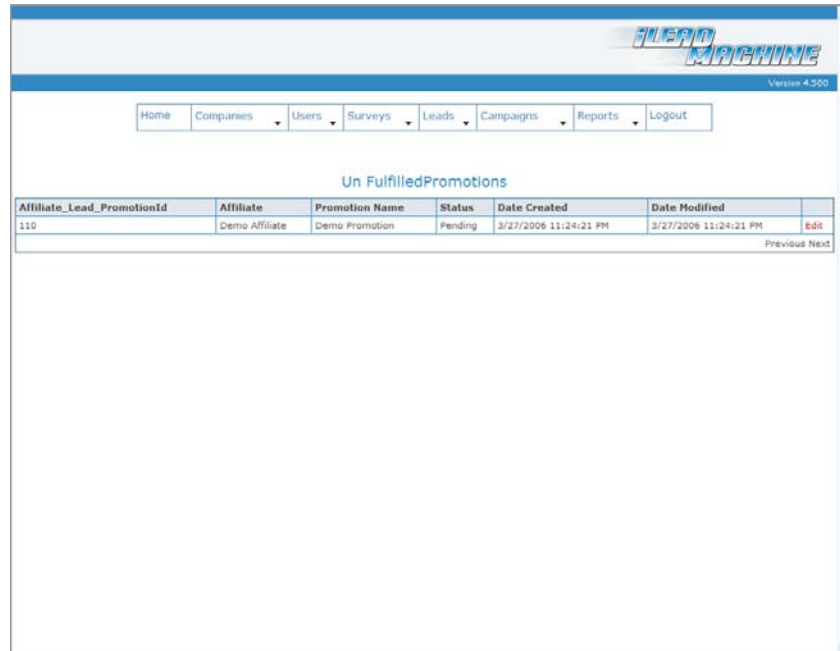 iLEAD
MACHINE
Version 4.500
Home Companies Users Surveys Leads Campaigns Reports Logout
Un FulfilledPromotions
Affiliate_Lead_PromotionId Affiliate Promotion Name Status Date Created Date Modified
110 Demo Affiliate Demo Promotion Pending 3/27/2006 11:24:21 PM 3/27/2006 11:24:21 PM Edit
Previous Next